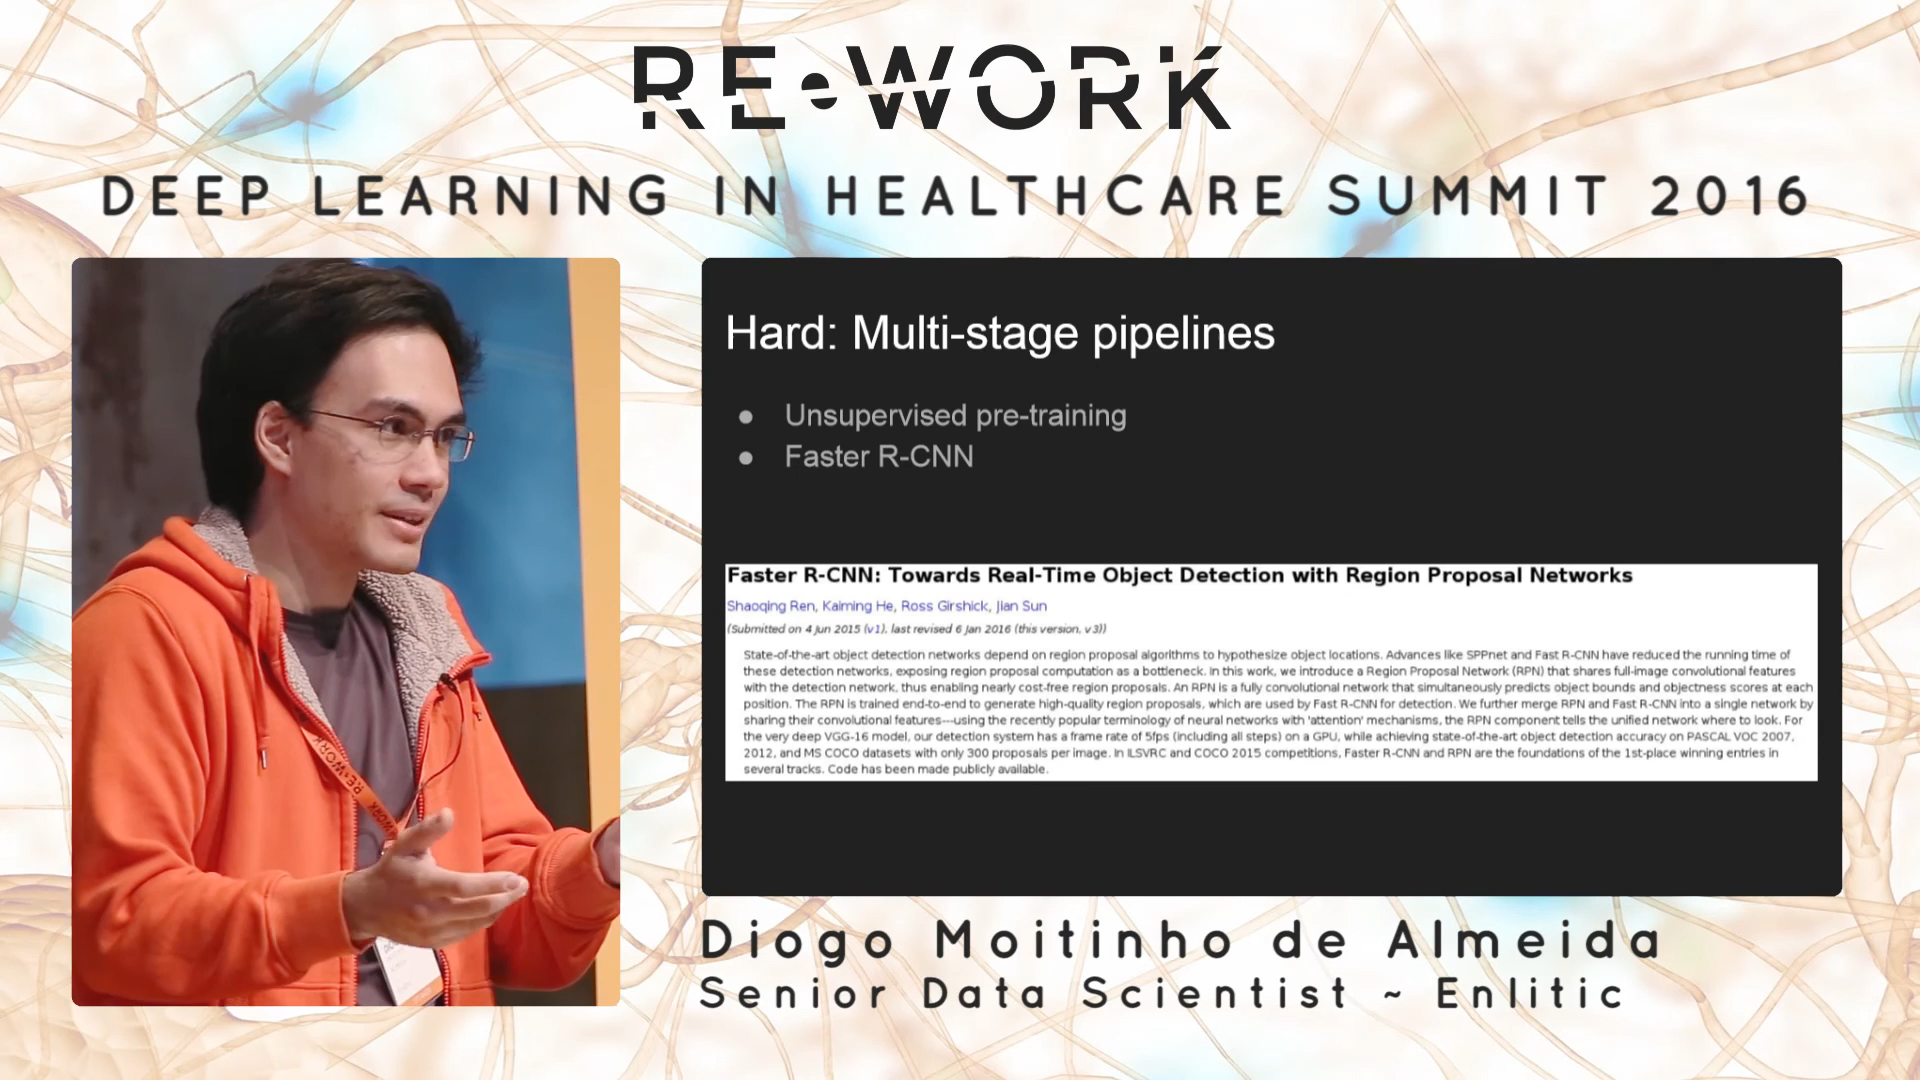 RE•WORK
DEEP LEARNING IN HEALTHCARE SUMMIT 2016
Hard: Multi-stage pipelines
● Unsupervised pre-training
● Faster R-CNN
Faster R-CNN: Towards Real-Time Object Detection with Region Proposal Networks
Shaoqing Ren, Kaiming He, Ross Girshick, Jian Sun
(Submitted on 4 Jun 2015 (v1), last revised 6 Jan 2016 (this version, v3))
State-of-the-art object detection networks depend on region proposal algorithms to hypothesize object locations. Advances like SPPnet and Fast R-CNN have reduced the running time of
these detection networks, exposing region proposal computation as a bottleneck. In this work, we introduce a Region Proposal Network (RPN) that shares full-image convolutional features
with the detection network, thus enabling nearly cost-free region proposals. An RPN is a fully convolutional network that simultaneously predicts object bounds and objectness scores at each
position. The RPN is trained end-to-end to generate high-quality region proposals, which are used by Fast R-CNN for detection. We further merge RPN and Fast R-CNN into a single network by
sharing their convolutional features---using the recently popular terminology of neural networks with 'attention' mechanisms, the RPN component tells the unified network where to look. For
the very deep VGG-16 model, our detection system has a frame rate of 5fps (including all steps) on a GPU, while achieving state-of-the-art object detection accuracy on PASCAL VOC 2007,
2012, and MS COCO datasets with only 300 proposals per image. In ILSVRC and COCO 2015 competitions, Faster R-CNN and RPN are the foundations of the 1st-place winning entries in
several tracks. Code has been made publicly available.
RE•WORK
WORK
Diogo Moitinho de Almeida
Senior Data Scientist ~ Enlitic